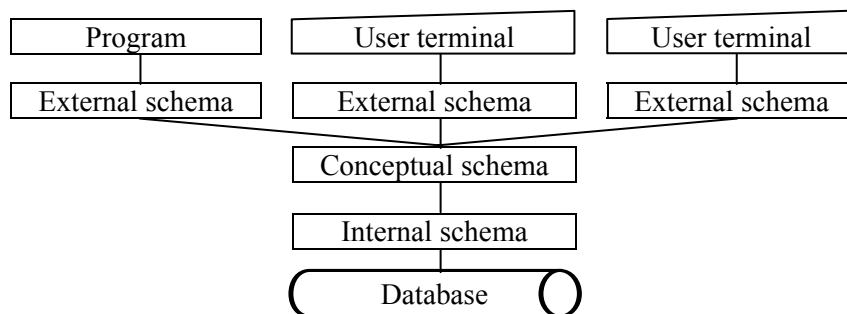 Program
User terminal
User terminal
External schema
External schema
External schema
Conceptual schema
Internal schema
Database